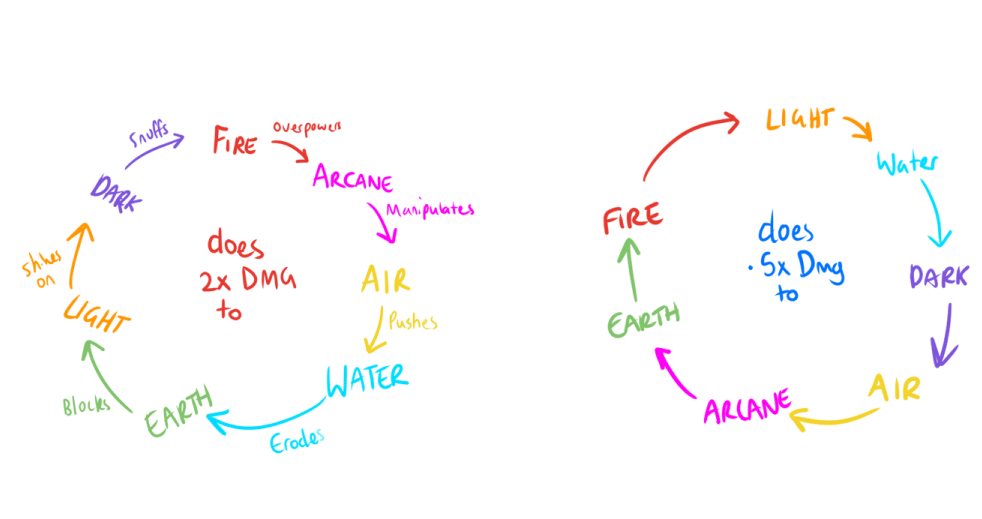 Snuffs
FIRE
Overpowers
ARCANE
Manipulates
DARK
does
2x DMG
to
AIR
Shines
on
LIGHT
Pushes
WATER
Blocks
EARTH
Erodes
LIGHT
Water
FIRE
does
.5x Dmg
to
DARK
EARTH
AIR
ARCANE